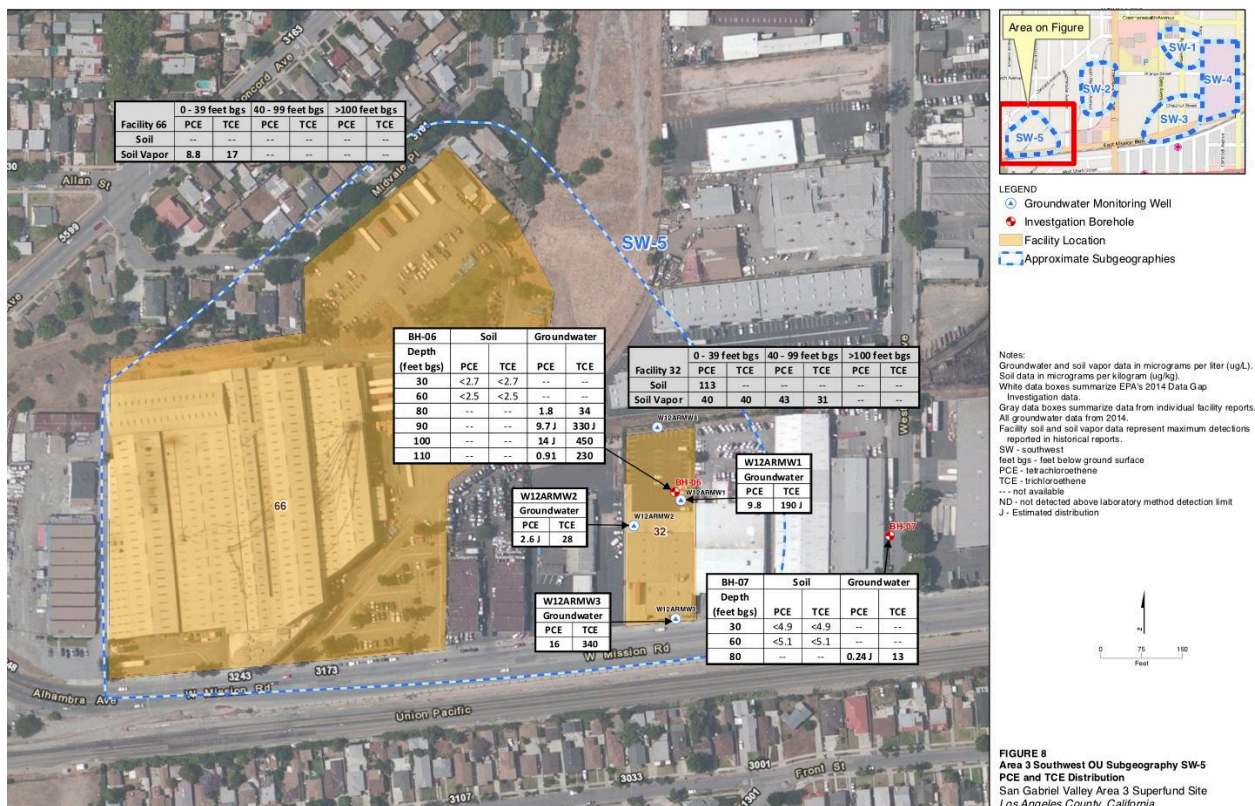 3163
Concord Ave
0 - 39 feet bgs 40 - 99 feet bgs >100 feet bgs
Facility 66 PCE TCE PCE TCE PCE TCE
Soil -- -- -- -- -- --
Soil Vapor 8.8 17 -- -- -- --
Midvale Pl
Allan St
5599
SW-5
BH-06 Soil Groundwater
Depth
(feet bgs) PCE TCE PCE TCE
30 <2.7 <2.7 -- --
60 <2.5 <2.5 -- --
80 -- -- 1.8 34
90 -- -- 9.7 J 330 J
100 -- -- 14 J 450
110 -- -- 0.91 230
0 - 39 feet bgs 40 - 99 feet bgs >100 feet bgs
Facility 32 PCE TCE PCE TCE PCE TCE
Soil 113 -- -- -- -- --
Soil Vapor 40 40 43 31 -- --
W12ARMW4
BH-06
W12ARMW1
W12ARMW1
Groundwater
PCE TCE
9.8 190 J
W12ARMW2
Groundwater
PCE TCE
2.6 J 28
W12ARMW2
66
32
BH-07
W12ARMW3
Groundwater
PCE TCE
16 340
W12ARMW3
BH-07 Soil Groundwater
Depth
(feet bgs) PCE TCE PCE TCE
30 <4.9 <4.9 -- --
60 <5.1 <5.1 -- --
80 -- -- 0.24 J 13
W Mission Rd
3243
3173
W Mission Rd
Alhambra Ave
Union Pacific
3107
3033
3001
Front St
1301
Area on Figure
Commonwealth Avenue
SW-1
SW-4
SW-2
Orange Street
Chestnut Street
SW-3
SW-5
East Mission Road
LEGEND
Groundwater Monitoring Well
Investgation Borehole
Facility Location
Approximate Subgeographies
Notes:
Groundwater and soil vapor data in micrograms per liter (ug/L).
Soil data in micrograms per kilogram (ug/kg).
White data boxes summarize EPA's 2014 Data Gap
Investigation data.
Gray data boxes summarize data from individual facility reports.
All groundwater data from 2014.
Facility soil and soil vapor data represent maximum detections
reported in historical reports.
SW - southwest
feet bgs - feet below ground surface
PCE - tetrachloroethene
TCE - trichloroethene
-- - not available
ND - not detected above laboratory method detection limit
J - Estimated distribution
N
0 75 150
Feet
FIGURE 8
Area 3 Southwest OU Subgeography SW-5
PCE and TCE Distribution
San Gabriel Valley Area 3 Superfund Site
Los Angeles County, California